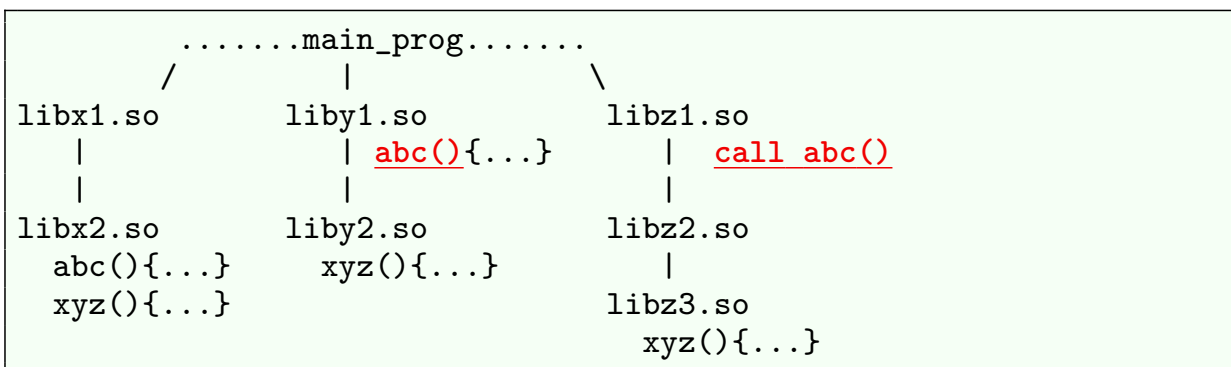 .......main_prog.......
/ | \
libx1.so liby1.so libz1.so
| | abc(){...} | call abc()
| | |
libx2.so liby2.so libz2.so
abc(){...} xyz(){...} |
xyz(){...} libz3.so
xyz(){...}